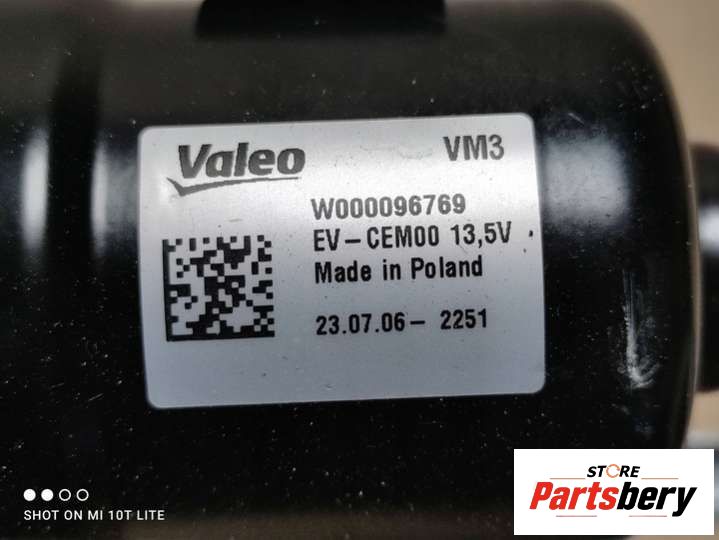 Valeo VM3
W000096769
EV-CEM00 13,5V
Made in Poland
23.07.06- 2251
SHOT ON MI 10T LITE
STORE
Partsbery